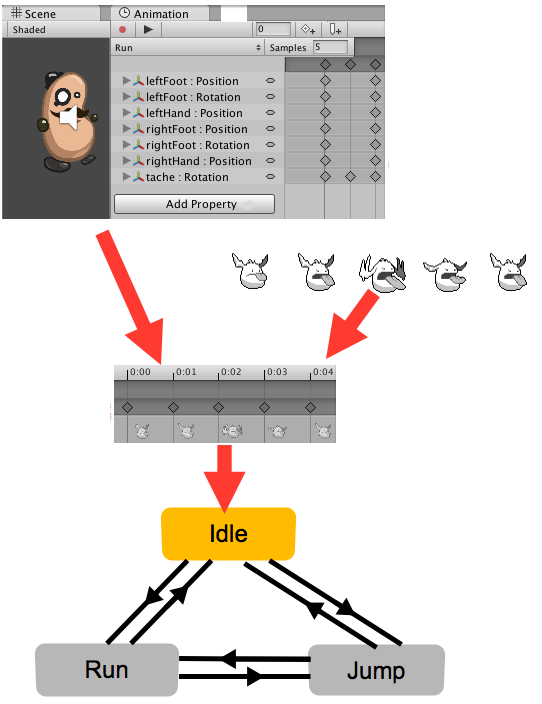 Scene
Animation
Shaded
0
Run
Samples 5
leftFoot : Position
leftFoot : Rotation
leftHand : Position
rightFoot : Position
rightFoot : Rotation
rightHand : Position
tache : Rotation
Add Property
0:00 0:01 0:02 0:03 0:04
Idle
Run
Jump